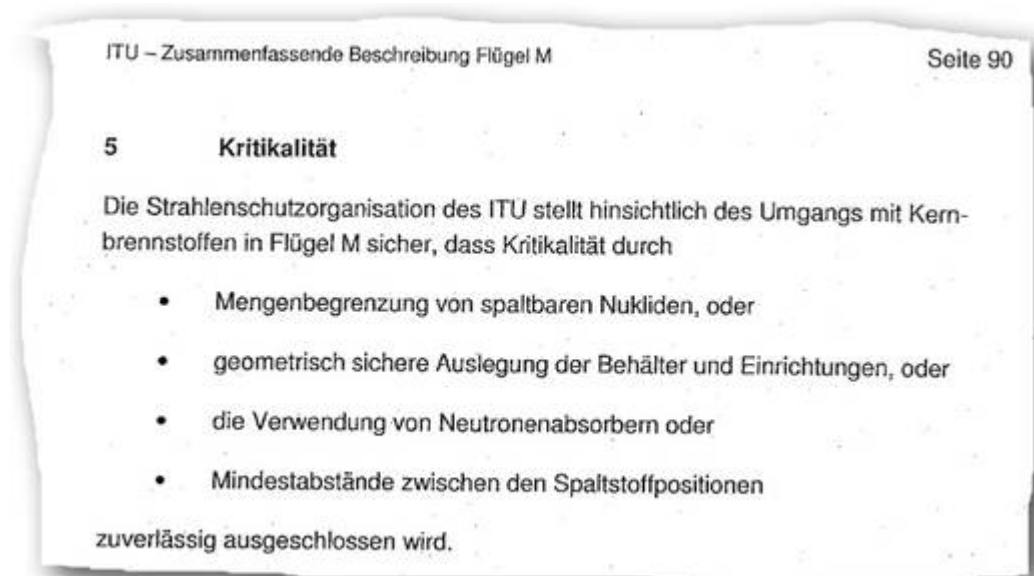 ITU – Zusammenfassende Beschreibung Flügel M Seite 90
5 Kritikalität
Die Strahlenschutzorganisation des ITU stellt hinsichtlich des Umgangs mit Kern-
brennstoffen in Flügel M sicher, dass Kritikalität durch
• Mengenbegrenzung von spaltbaren Nukliden, oder
• geometrisch sichere Auslegung der Behälter und Einrichtungen, oder
• die Verwendung von Neutronenabsorbern oder
• Mindestabstände zwischen den Spaltstoffpositionen
zuverlässig ausgeschlossen wird.